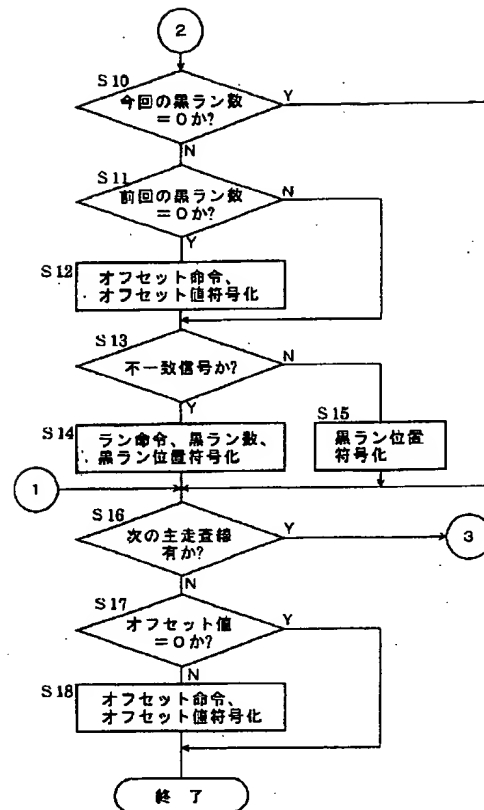 2
S10
今回の黒ラン数
=0か?
Y
N
S11
前回の黒ラン数
=0か?
N
Y
S12
オフセット命令、
オフセット値符号化
S13
不一致信号か?
N
Y
S14
ラン命令、黒ラン数、
黒ラン位置符号化
S15
黒ラン位置
符号化
1
S16
次の主走査線
有か?
Y
3
N
S17
オフセット値
=0か?
Y
N
S18
オフセット命令、
オフセット値符号化
終了